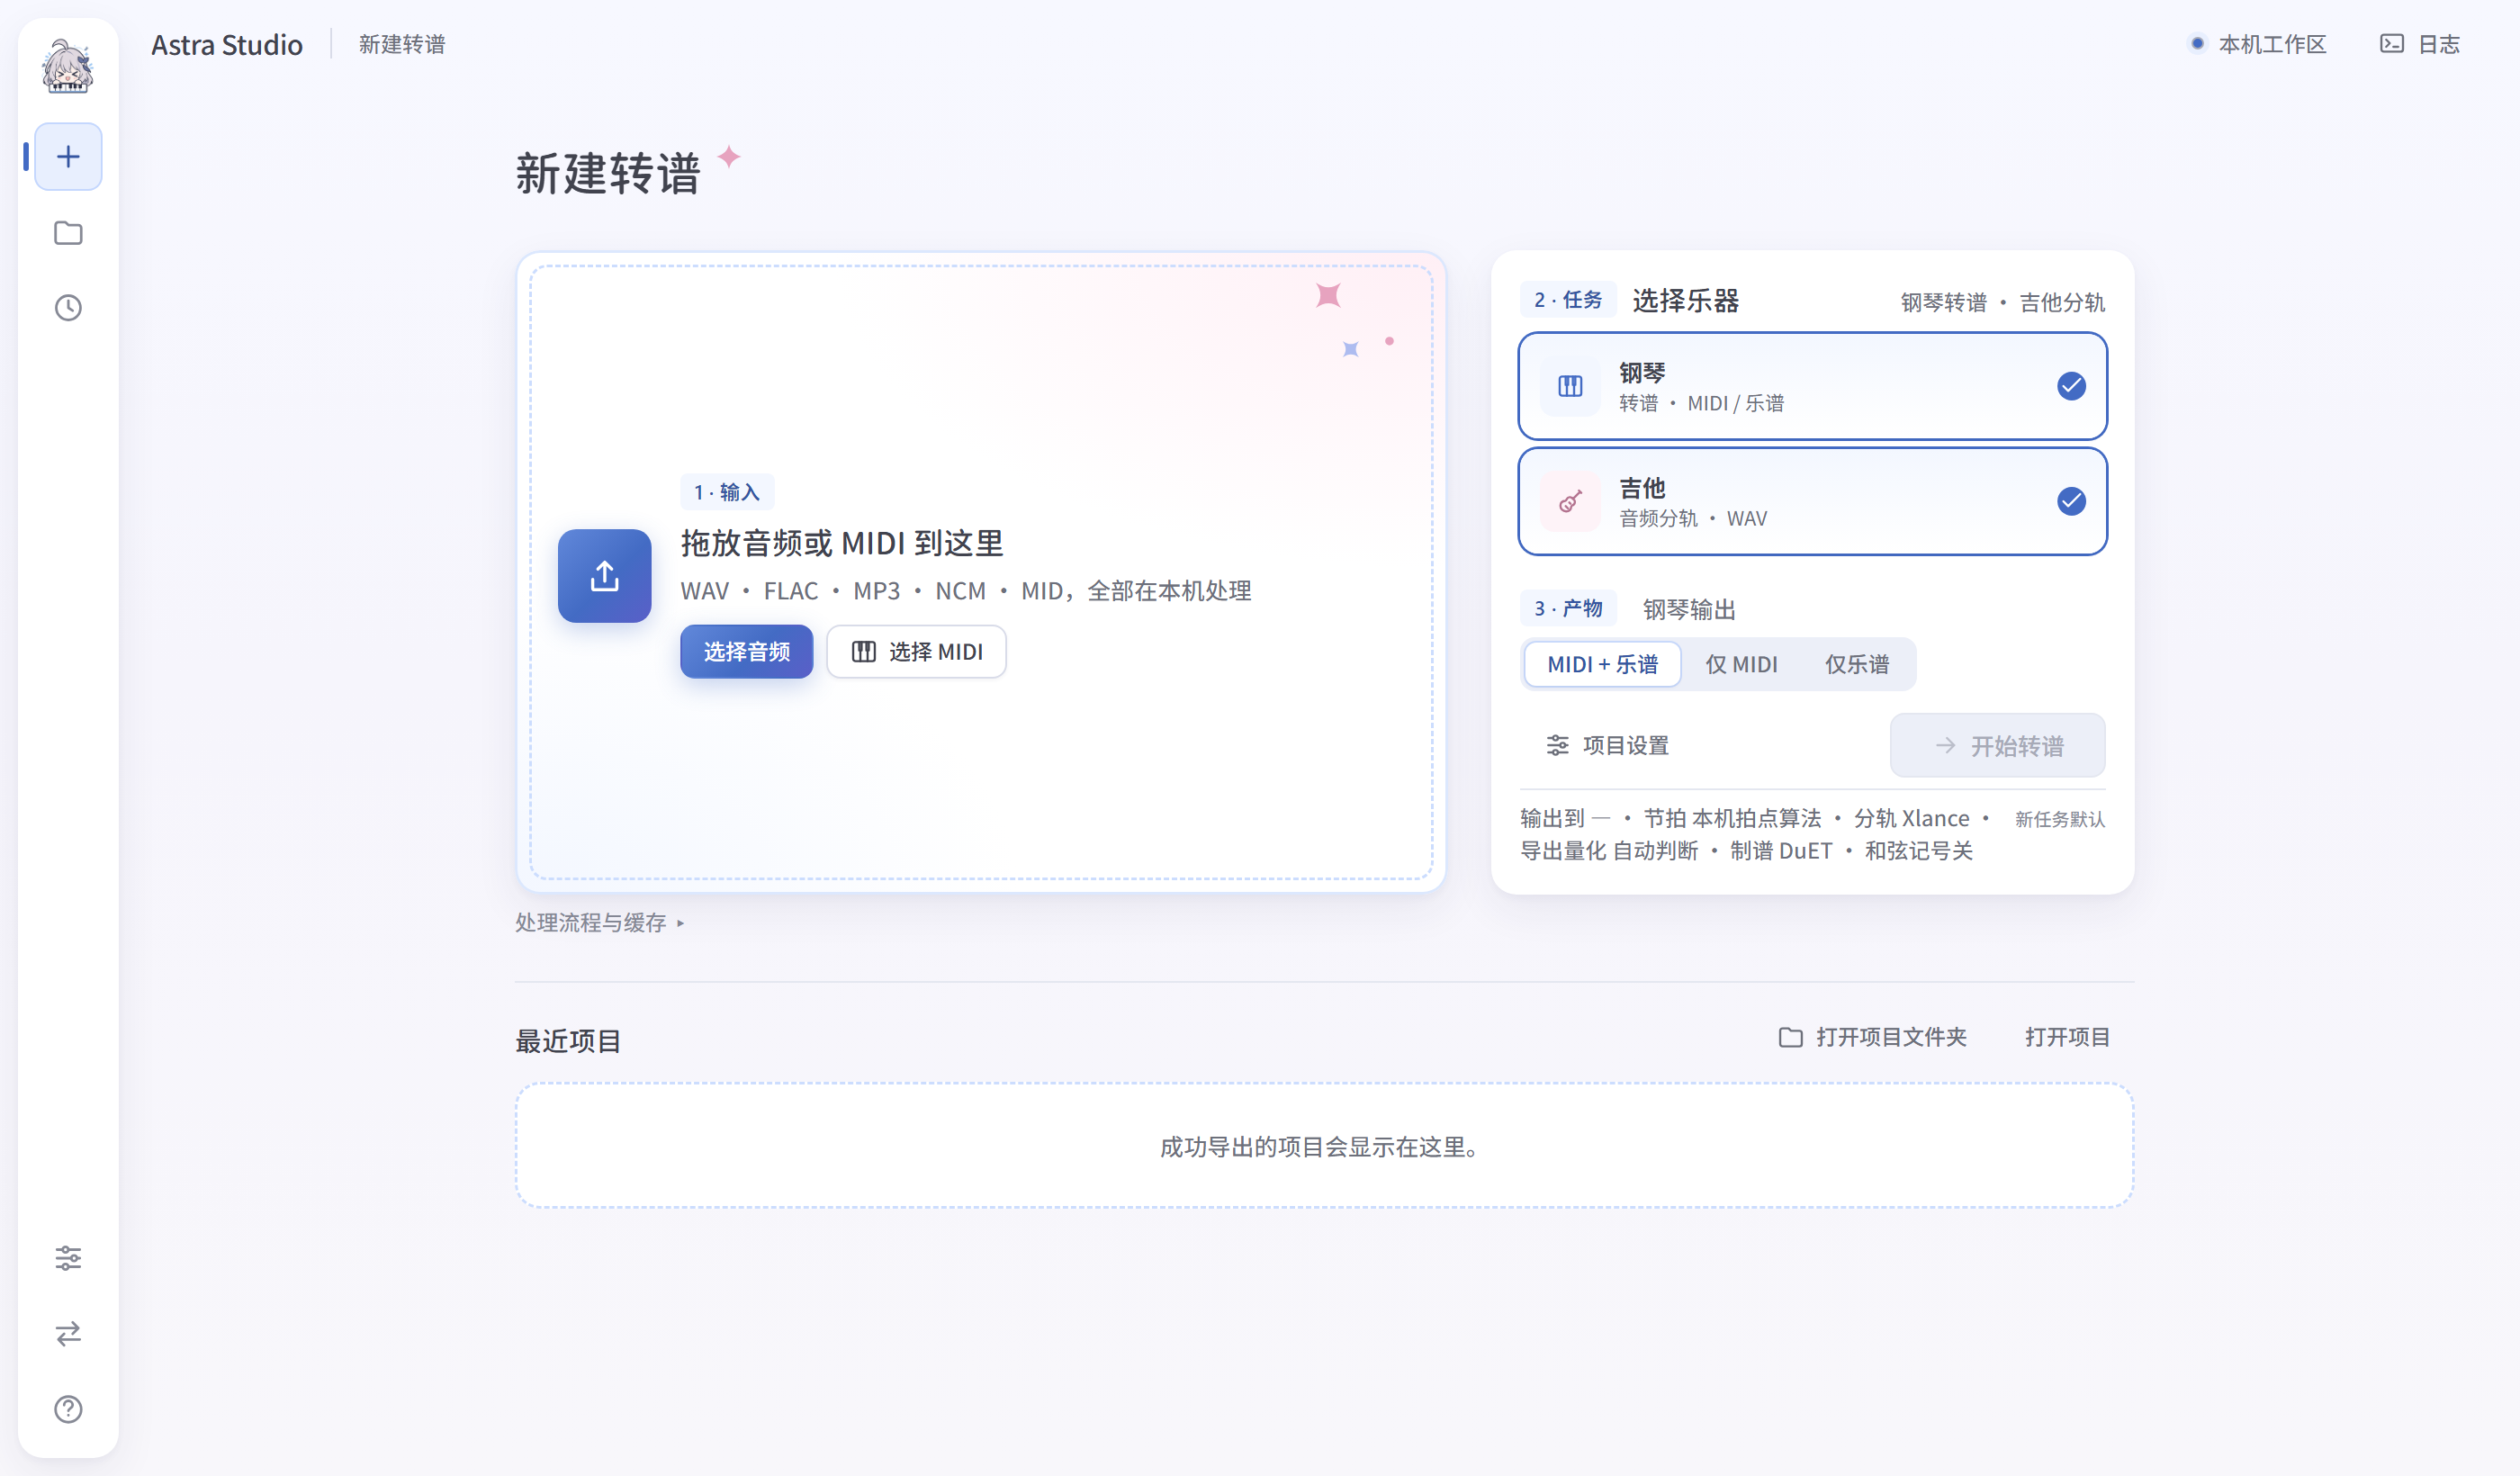 Astra Studio
新建转谱
本机工作区
日志
新建转谱
1 · 输入
拖放音频或 MIDI 到这里
WAV • FLAC • MP3 • NCM • MID，全部在本机处理
选择音频
选择 MIDI
2 · 任务
选择乐器
钢琴转谱 • 吉他分轨
钢琴
转谱 • MIDI / 乐谱
吉他
音频分轨 • WAV
3 · 产物
钢琴输出
MIDI + 乐谱
仅 MIDI
仅乐谱
项目设置
开始转谱
输出到 — • 节拍 本机拍点算法 • 分轨 Xlance •
导出量化 自动判断 • 制谱 DuET • 和弦记号关
新任务默认
处理流程与缓存
最近项目
打开项目文件夹
打开项目
成功导出的项目会显示在这里。